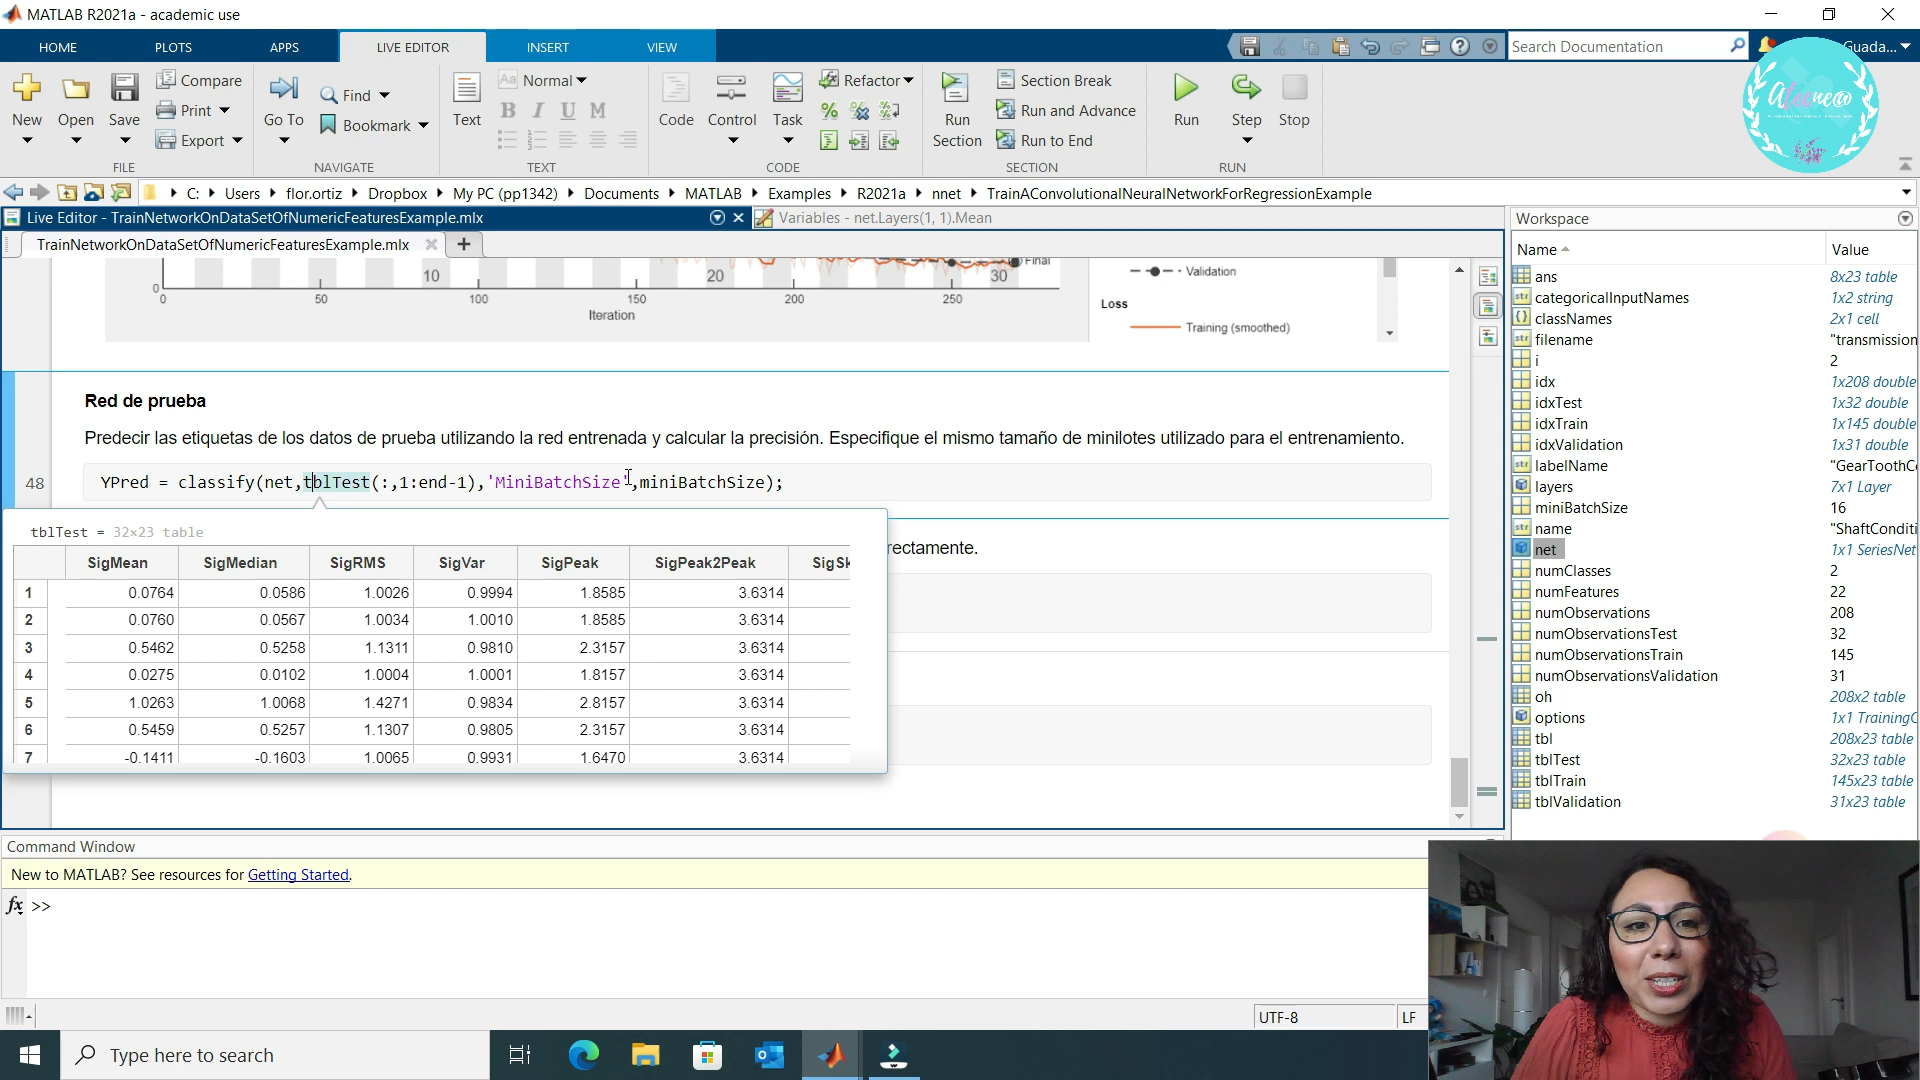 MATLAB R2021a - academic use
HOME PLOTS APPS LIVE EDITOR INSERT VIEW
Search Documentation
Guada...
New Open Save
Compare
Print
Export
FILE
Go To
Find
Bookmark
NAVIGATE
Text
Aa Normal
B I U M
TEXT
Code Control Task
Refactor
CODE
Run Section
Section Break
Run and Advance
Run to End
SECTION
Run Step Stop
RUN
C: Users flor.ortiz Dropbox My PC (pp1342) Documents MATLAB Examples R2021a nnet TrainAConvolutionalNeuralNetworkForRegressionExample
Live Editor - TrainNetworkOnDataSetOfNumericFeaturesExample.mlx
Variables - net.Layers(1, 1).Mean
TrainNetworkOnDataSetOfNumericFeaturesExample.mlx
10 20 30
Final
0
0 50 100 150 200 250
Iteration
Validation
Loss
Training (smoothed)
Red de prueba
Predecir las etiquetas de los datos de prueba utilizando la red entrenada y calcular la precisión. Especifique el mismo tamaño de minilotes utilizado para el entrenamiento.
48 YPred = classify(net,tblTest(:,1:end-1),'MiniBatchSize',miniBatchSize);
rectamente.
tblTest = 32×23 table
SigMean SigMedian SigRMS SigVar SigPeak SigPeak2Peak SigSk
1 0.0764 0.0586 1.0026 0.9994 1.8585 3.6314
2 0.0760 0.0567 1.0034 1.0010 1.8585 3.6314
3 0.5462 0.5258 1.1311 0.9810 2.3157 3.6314
4 0.0275 0.0102 1.0004 1.0001 1.8157 3.6314
5 1.0263 1.0068 1.4271 0.9834 2.8157 3.6314
6 0.5459 0.5257 1.1307 0.9805 2.3157 3.6314
7 -0.1411 -0.1603 1.0065 0.9931 1.6470 3.6314
Workspace
Name Value
ans 8x23 table
categoricalInputNames 1x2 string
classNames 2x1 cell
filename "transmission
i 2
idx 1x208 double
idxTest 1x32 double
idxTrain 1x145 double
idxValidation 1x31 double
labelName "GearToothCo
layers 7x1 Layer
miniBatchSize 16
name "ShaftConditi
net 1x1 SeriesNet
numClasses 2
numFeatures 22
numObservations 208
numObservationsTest 32
numObservationsTrain 145
numObservationsValidation 31
oh 208x2 table
options 1x1 TrainingO
tbl 208x23 table
tblTest 32x23 table
tblTrain 145x23 table
tblValidation 31x23 table
Command Window
New to MATLAB? See resources for Getting Started.
fx >>
UTF-8 LF
Type here to search